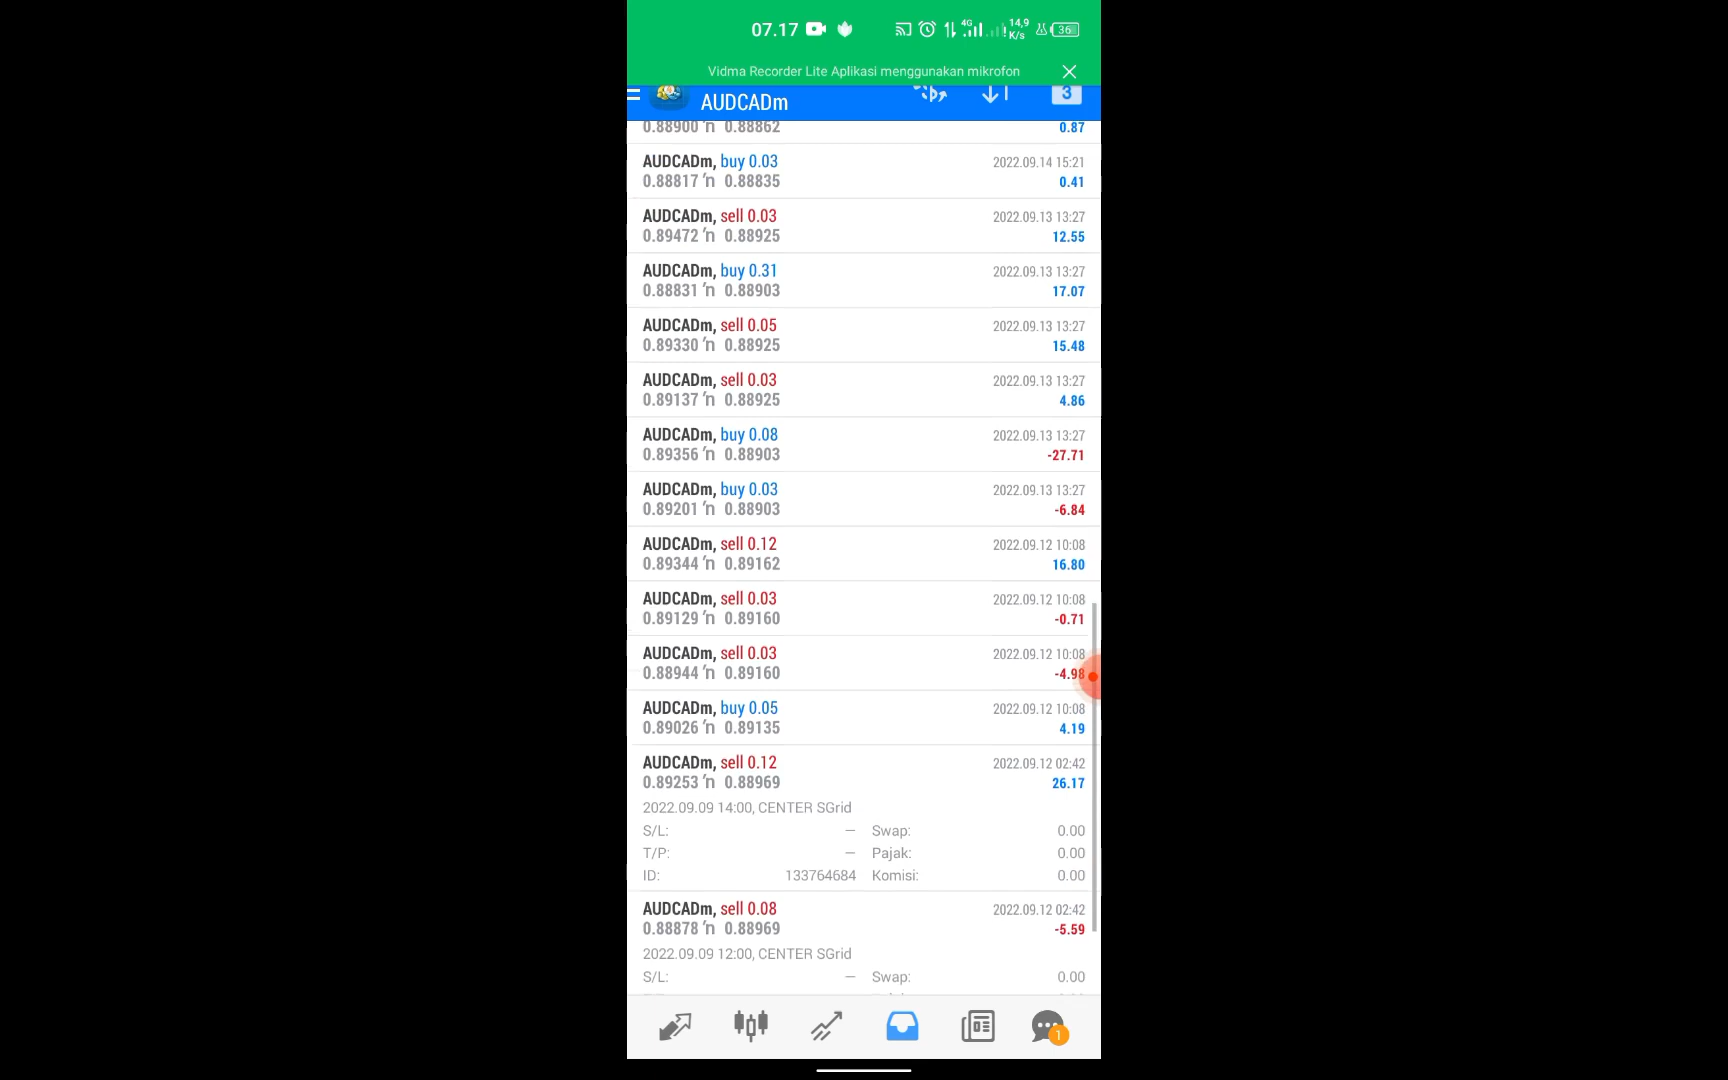 07.17
4G
14,9
K/s
36
Vidma Recorder Lite Aplikasi menggunakan mikrofon
AUDCADm
3
0.88900 0.88862
0.87
AUDCADm, buy 0.03 2022.09.14 15:21
0.88817 'n 0.88835 0.41
AUDCADm, sell 0.03 2022.09.13 13:27
0.89472 'n 0.88925 12.55
AUDCADm, buy 0.31 2022.09.13 13:27
0.88831 'n 0.88903 17.07
AUDCADm, sell 0.05 2022.09.13 13:27
0.89330 'n 0.88925 15.48
AUDCADm, sell 0.03 2022.09.13 13:27
0.89137 'n 0.88925 4.86
AUDCADm, buy 0.08 2022.09.13 13:27
0.89356 'n 0.88903 -27.71
AUDCADm, buy 0.03 2022.09.13 13:27
0.89201 'n 0.88903 -6.84
AUDCADm, sell 0.12 2022.09.12 10:08
0.89344 'n 0.89162 16.80
AUDCADm, sell 0.03 2022.09.12 10:08
0.89129 'n 0.89160 -0.71
AUDCADm, sell 0.03 2022.09.12 10:08
0.88944 'n 0.89160 -4.98
AUDCADm, buy 0.05 2022.09.12 10:08
0.89026 'n 0.89135 4.19
AUDCADm, sell 0.12 2022.09.12 02:42
0.89253 'n 0.88969 26.17
2022.09.09 14:00, CENTER SGrid
S/L: – Swap: 0.00
T/P: – Pajak: 0.00
ID: 133764684 Komisi: 0.00
AUDCADm, sell 0.08 2022.09.12 02:42
0.88878 'n 0.88969 -5.59
2022.09.09 12:00, CENTER SGrid
S/L: – Swap: 0.00
1